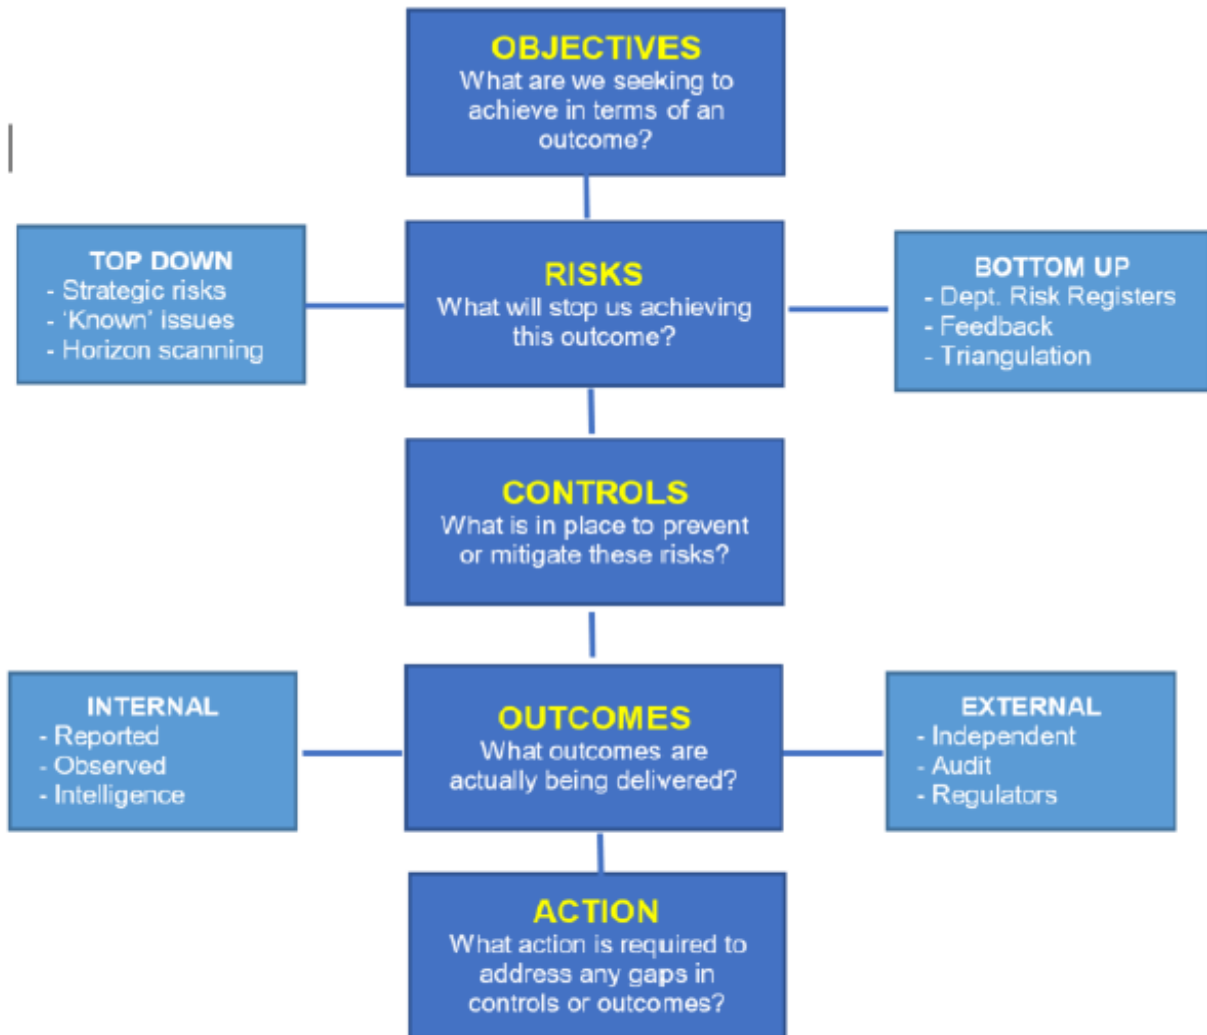 OBJECTIVES
What are we seeking to
achieve in terms of an
outcome?
TOP DOWN
- Strategic risks
- ‘Known’ issues
- Horizon scanning
RISKS
What will stop us achieving
this outcome?
BOTTOM UP
- Dept. Risk Registers
- Feedback
- Triangulation
CONTROLS
What is in place to prevent
or mitigate these risks?
INTERNAL
- Reported
- Observed
- Intelligence
OUTCOMES
What outcomes are
actually being delivered?
EXTERNAL
- Independent
- Audit
- Regulators
ACTION
What action is required to
address any gaps in
controls or outcomes?